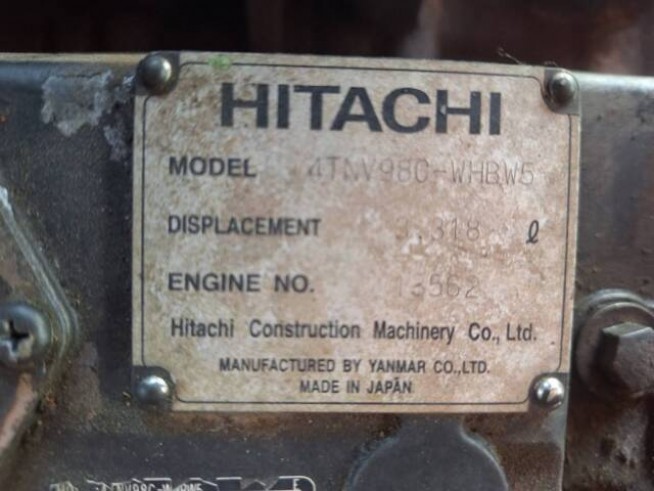 HITACHI
MODEL 4TNV98C-WHBW5
DISPLACEMENT 3.318 ℓ
ENGINE NO. 13562
Hitachi Construction Machinery Co., Ltd.
MANUFACTURED BY YANMAR CO.,LTD.
MADE IN JAPAN